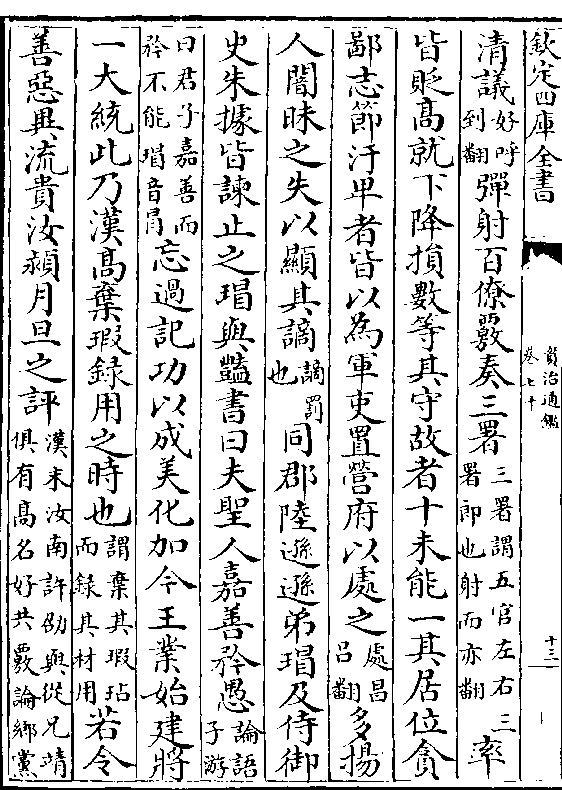 欽定四庫全書
資治通鑑
卷七十
十三
清議好呼到翻彈射百僚覈奏三署三署謂五官左右三署郎也射而亦翻率
皆貶髙就下降損數等其守故者十未能一其居位貪
鄙志節汙卑者皆以為軍吏置營府以處之處昌吕翻多揚
人闇昧之失以顯其謫謫罰也同郡陸遜遜弟瑁及侍御
史朱據皆諫止之瑁與豔書曰夫聖人嘉善矜愚論語子游
曰君子嘉善而矜不能瑁音冐忘過記功以成美化加今王業始建將
一大統此乃漢髙棄瑕録用之時也謂棄其瑕玷而録其材用若令
善惡異流貴汝潁月旦之評漢末汝南許劭與從兄靖俱有髙名好共覈論鄉黨